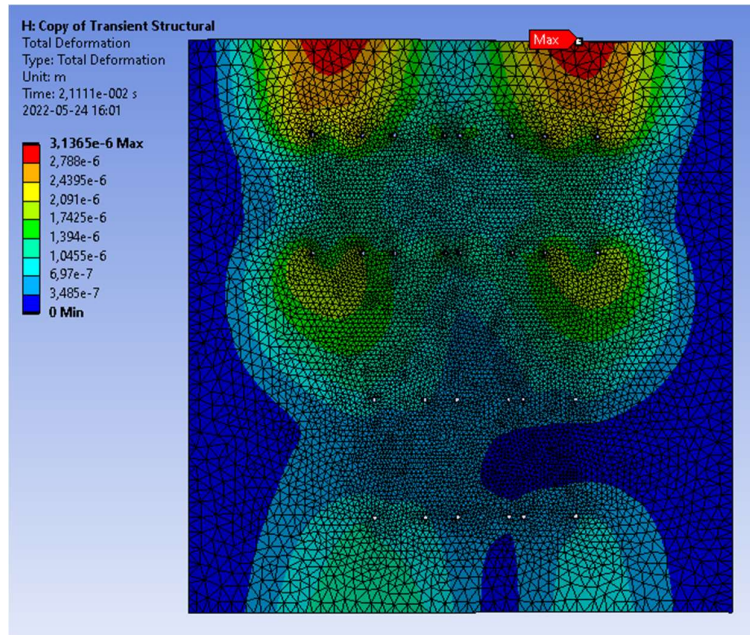 H: Copy of Transient Structural
Total Deformation
Type: Total Deformation
Unit: m
Time: 2,1111e-002 s
2022-05-24 16:01
3,1365e-6 Max
2,788e-6
2,4395e-6
2,091e-6
1,7425e-6
1,394e-6
1,0455e-6
6,97e-7
3,485e-7
0 Min
Max